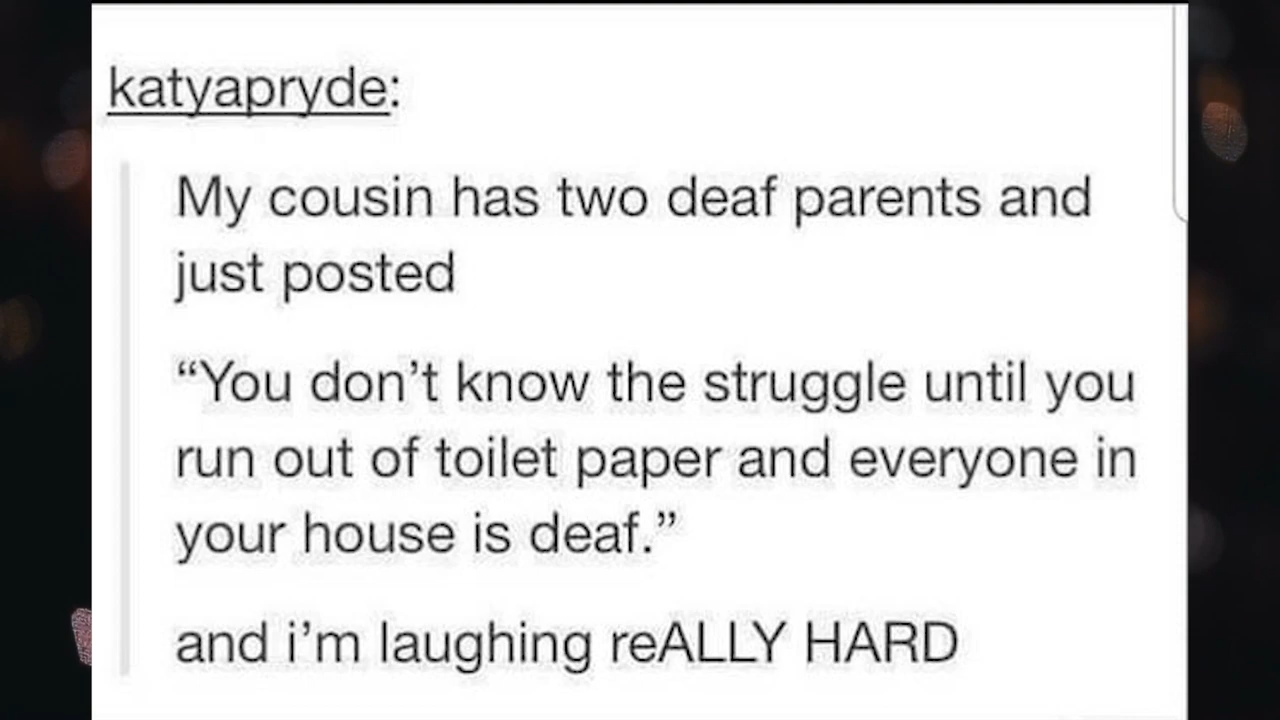 katyapryde:
My cousin has two deaf parents and
just posted
“You don’t know the struggle until you
run out of toilet paper and everyone in
your house is deaf.”
and i’m laughing reALLY HARD